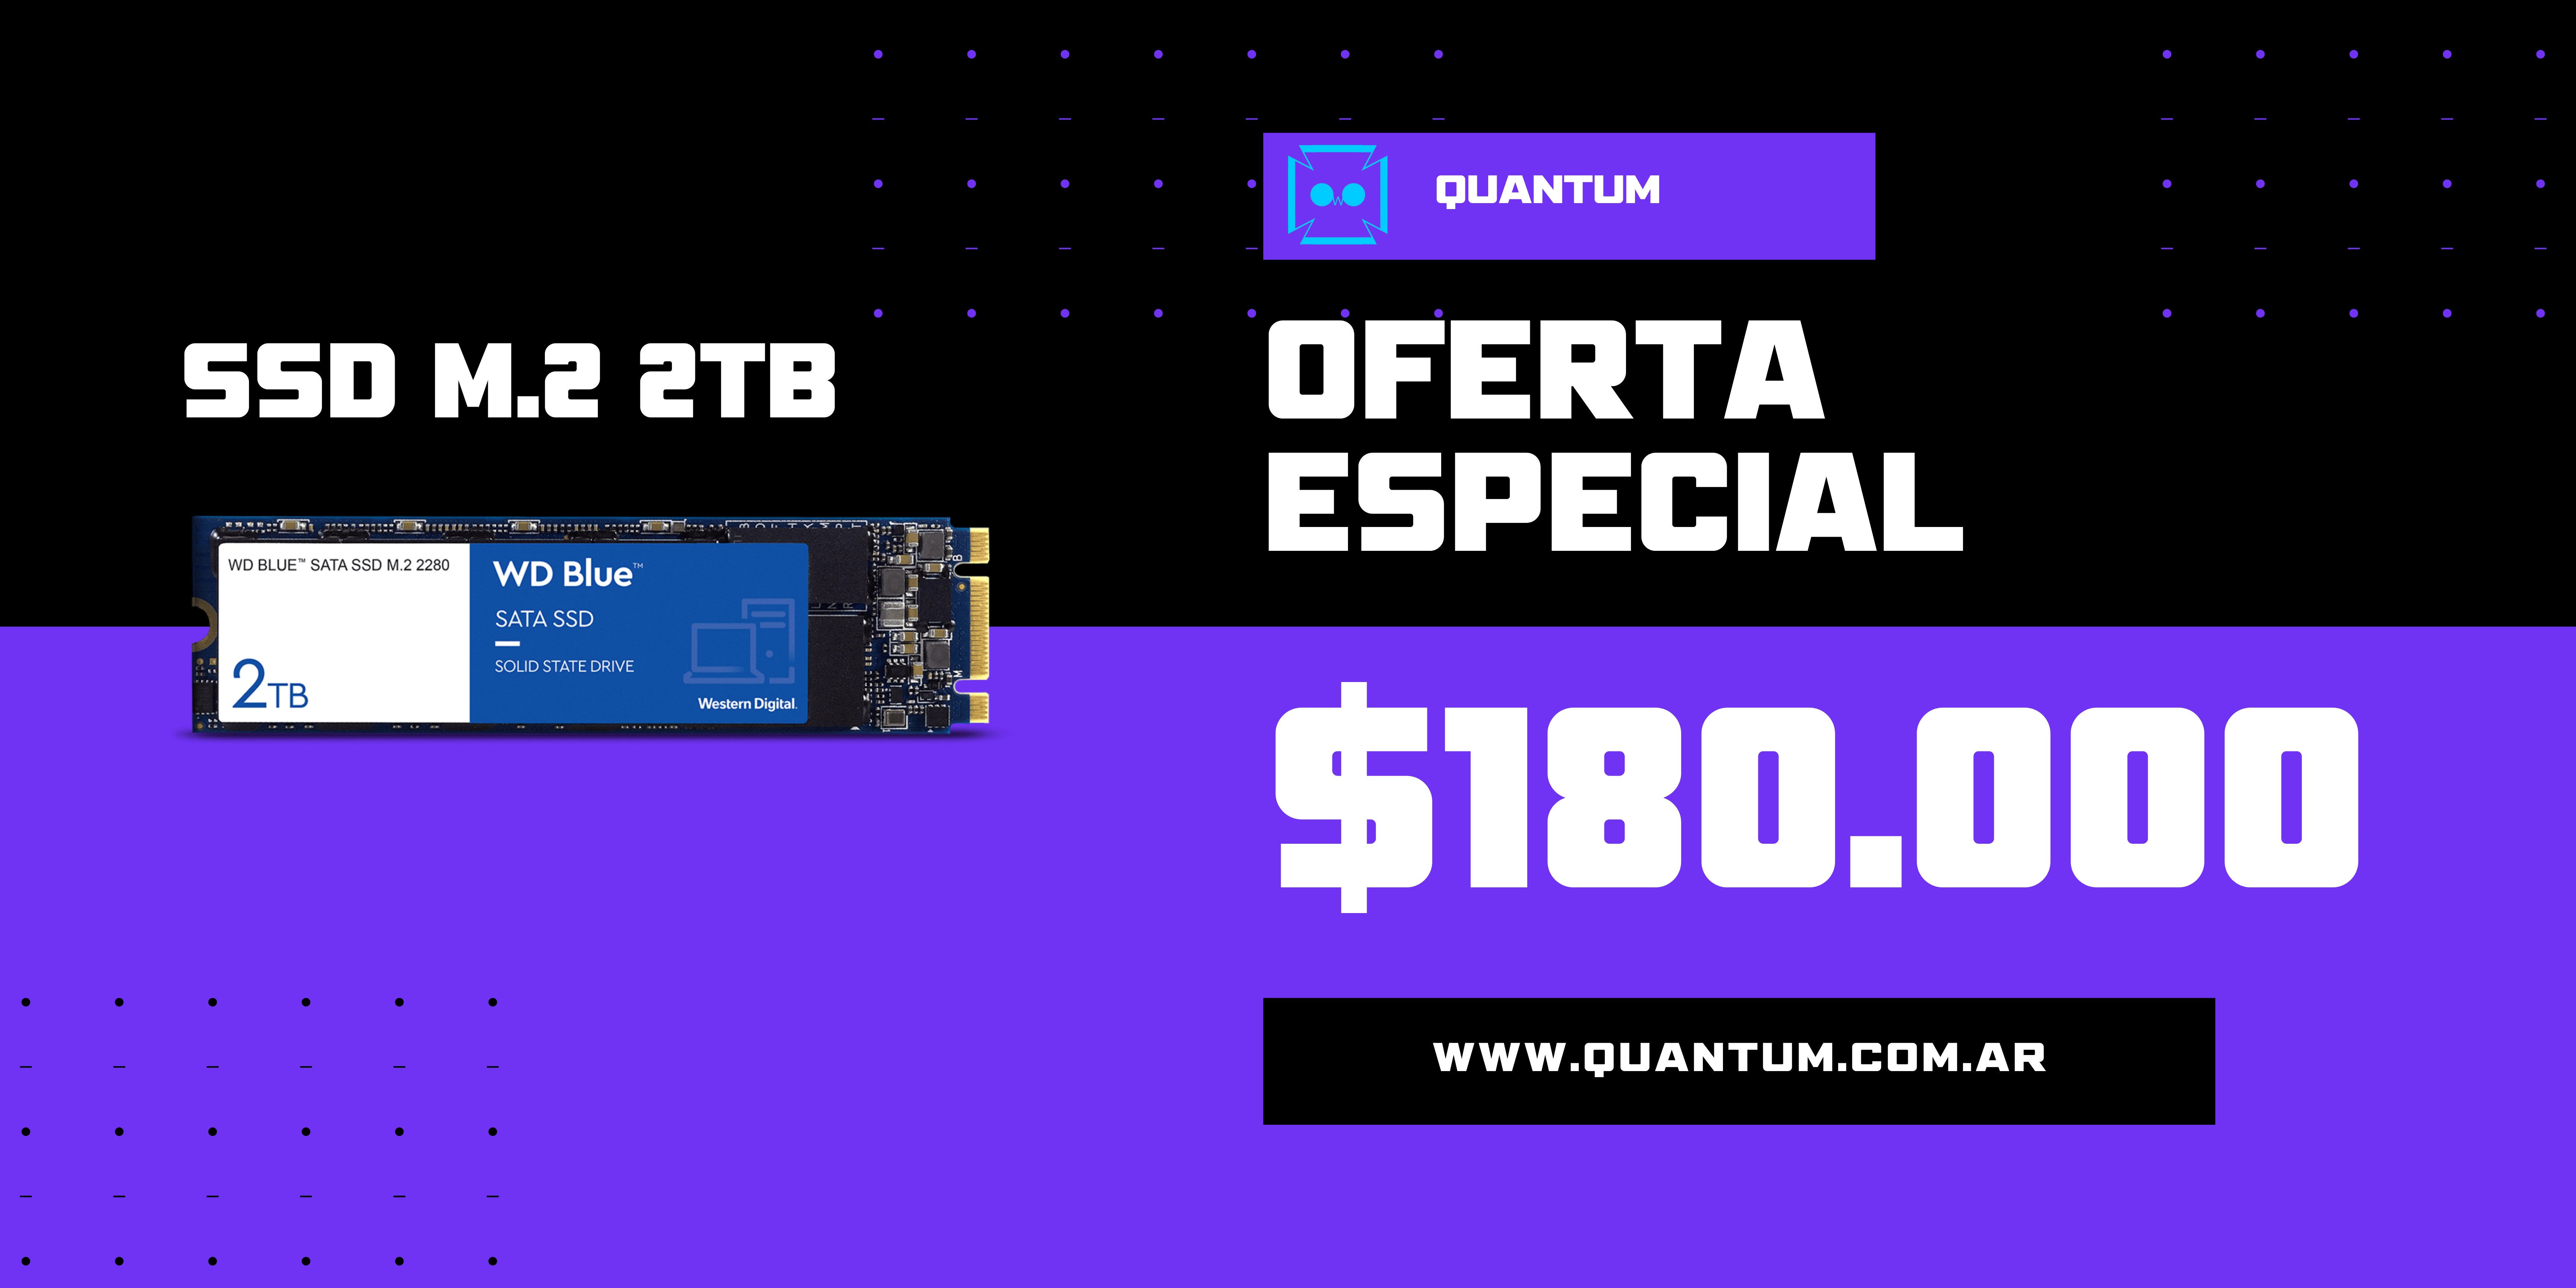 SSD M.2 2TB
WD BLUE™ SATA SSD M.2 2280
2TB
WD Blue™
SATA SSD
SOLID STATE DRIVE
Western Digital.
B
M
QUANTUM
OFERTA
ESPECIAL
$180.000
WWW.QUANTUM.COM.AR